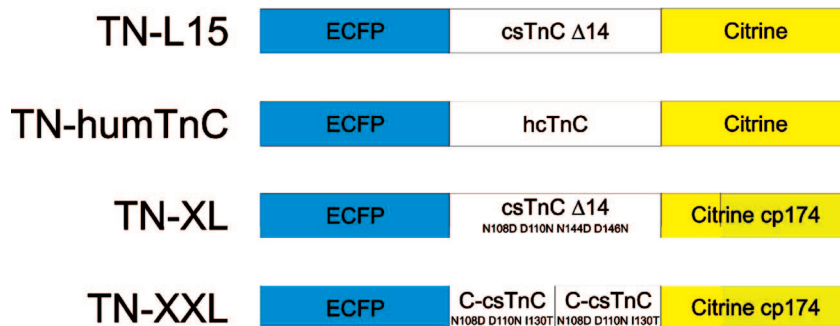 TN-L15 ECFP csTnC Δ14 Citrine
TN-humTnC ECFP hcTnC Citrine
TN-XL ECFP csTnC Δ14 Citrine cp174
N108D D110N N144D D146N
TN-XXL ECFP C-csTnC C-csTnC Citrine cp174
N108D D110N I130T N108D D110N I130T